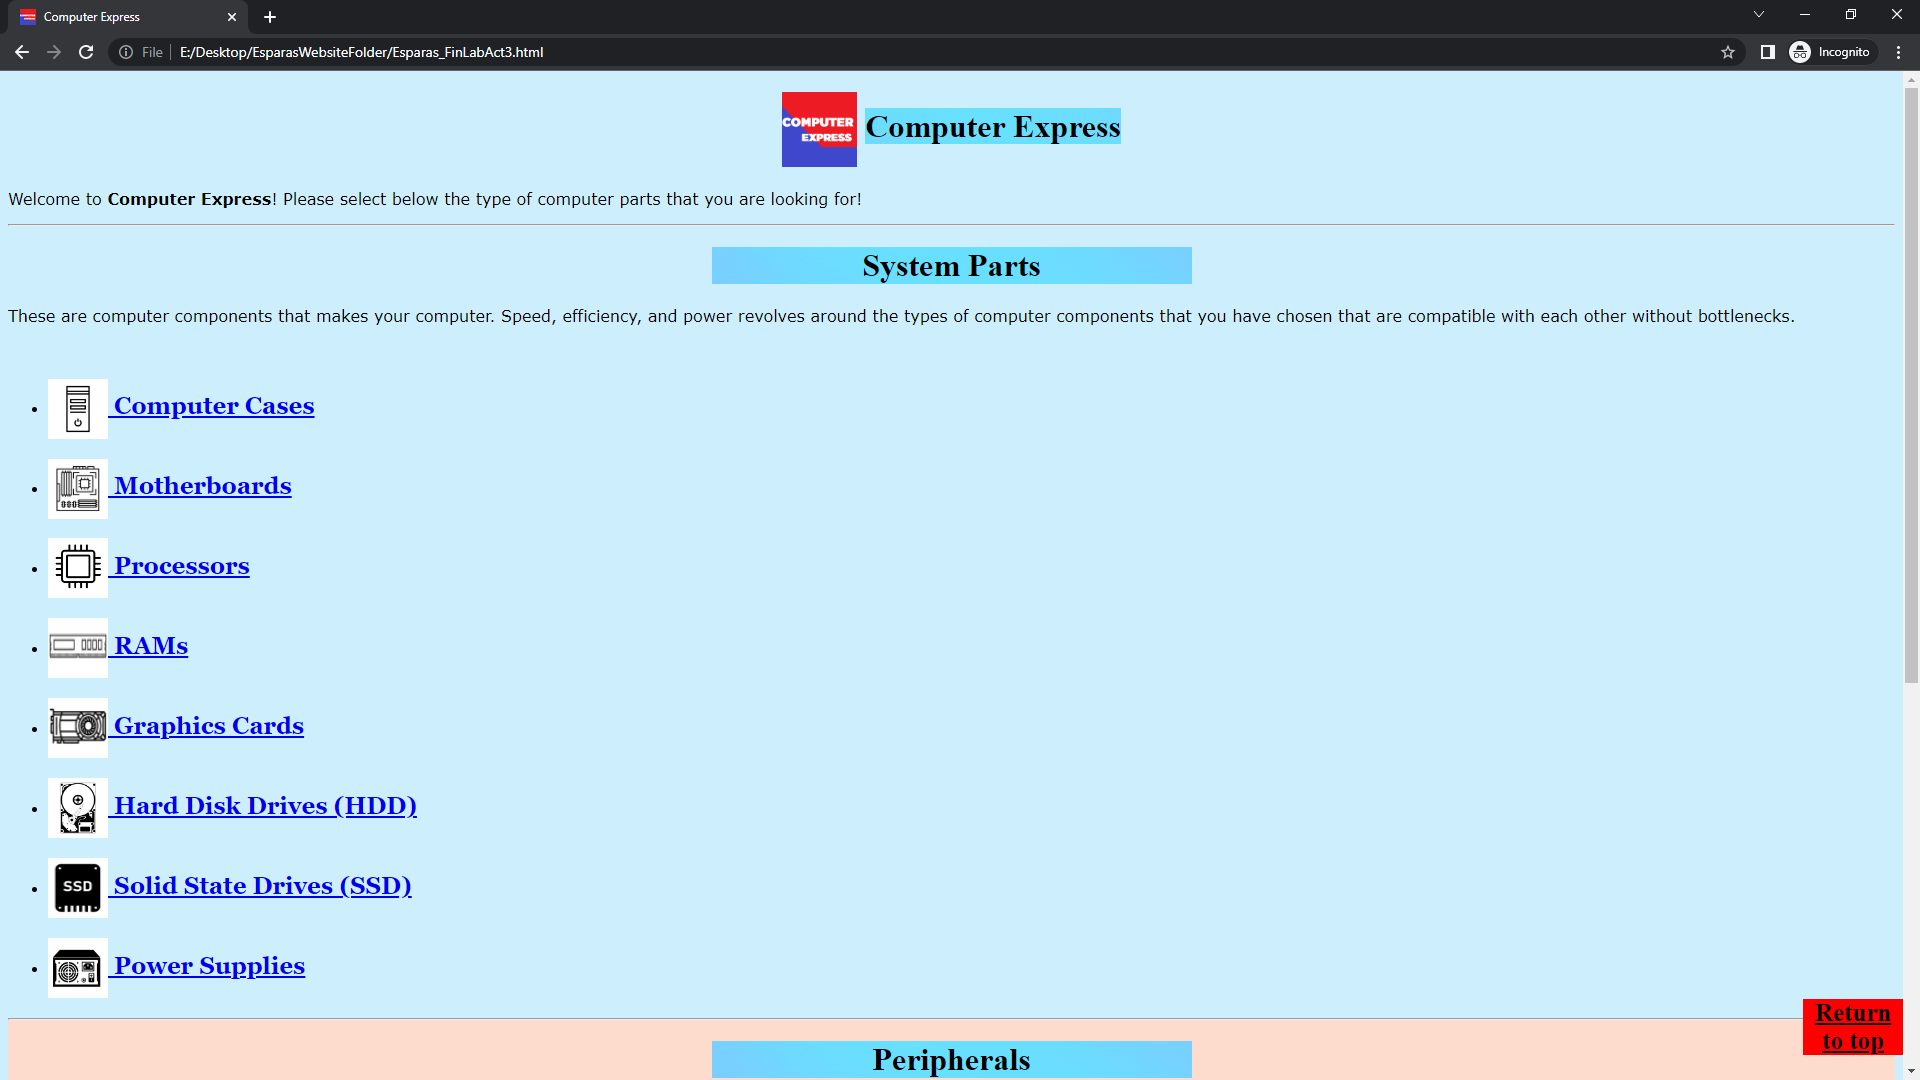 Computer Express
File E:/Desktop/EsparasWebsiteFolder/Esparas_FinLabAct3.html
Incognito
COMPUTER
EXPRESS
Computer Express
Welcome to Computer Express! Please select below the type of computer parts that you are looking for!
System Parts
These are computer components that makes your computer. Speed, efficiency, and power revolves around the types of computer components that you have chosen that are compatible with each other without bottlenecks.
Computer Cases
Motherboards
Processors
RAMs
Graphics Cards
Hard Disk Drives (HDD)
SSD
Solid State Drives (SSD)
Power Supplies
Return
to top
Peripherals